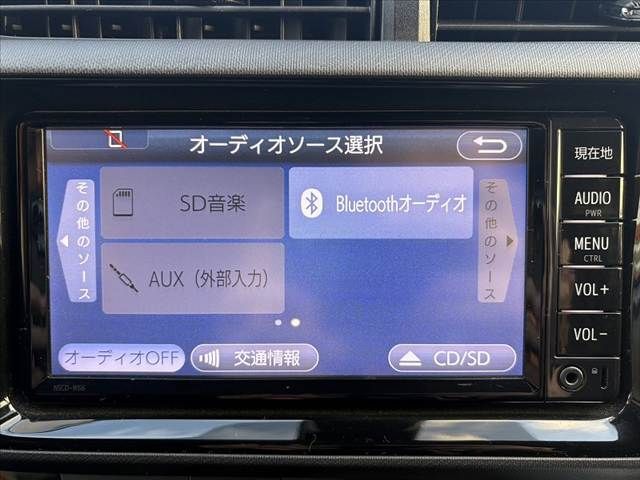 オーディオソース選択
その他のソース
SD音楽
Bluetoothオーディオ
その他のソース
AUX（外部入力）
オーディオOFF
交通情報
CD/SD
現在地
AUDIO
PWR
MENU
CTRL
VOL+
VOL-
NSCD-W66